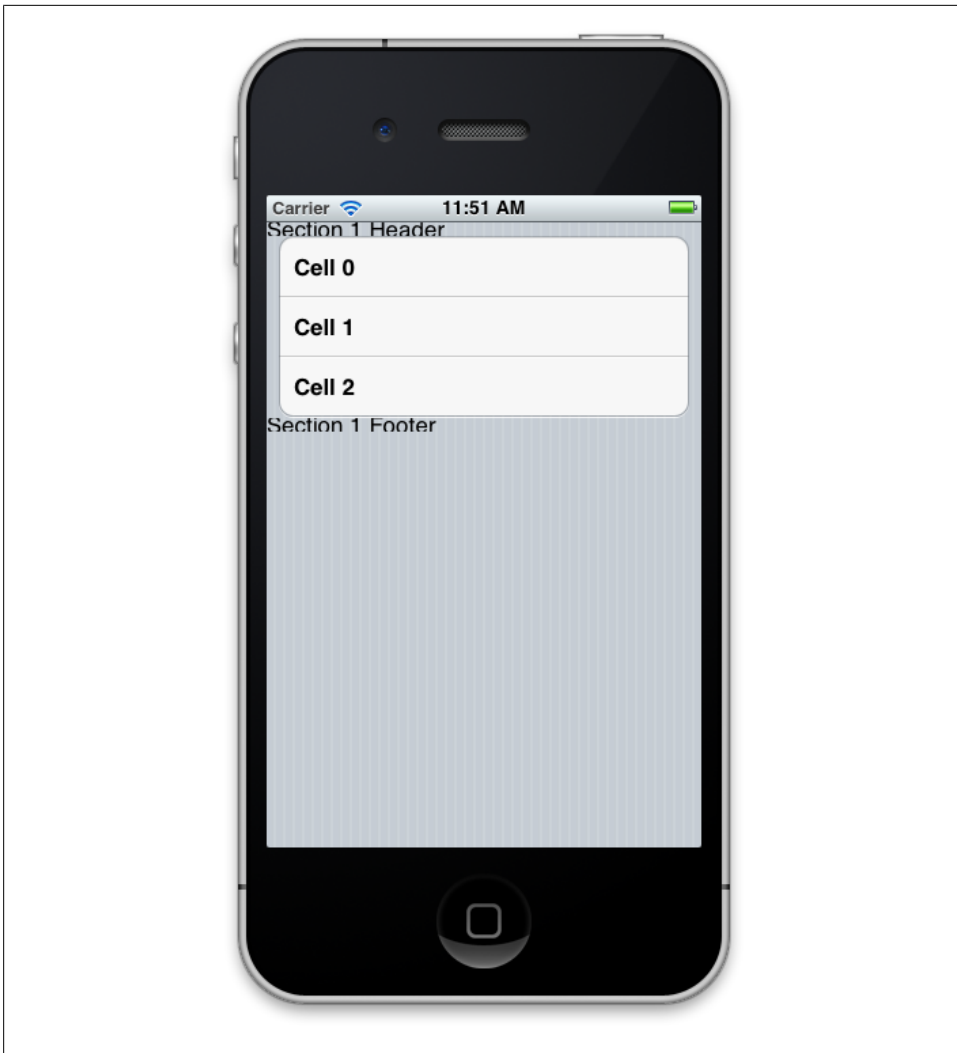 Carrier 11:51 AM
Section 1 Header
Cell 0
Cell 1
Cell 2
Section 1 Footer